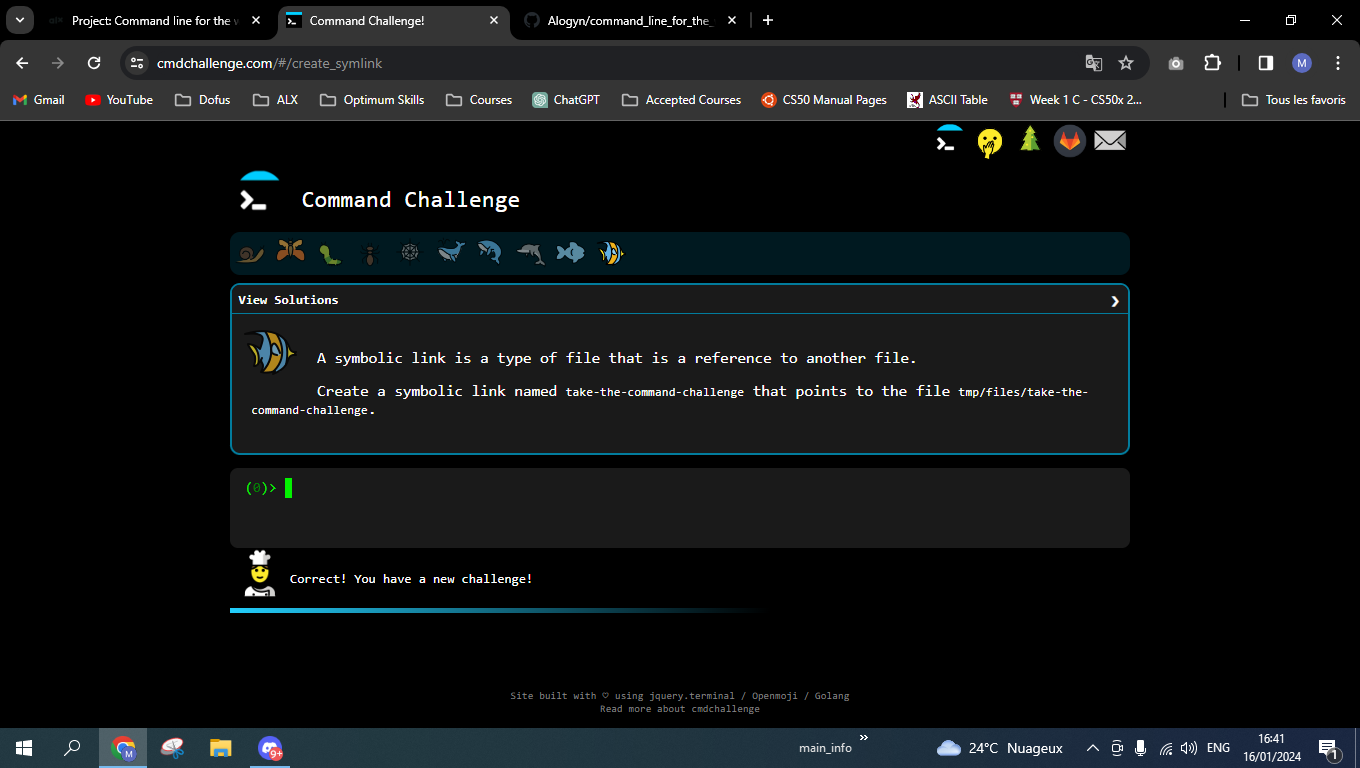 Project: Command line for the
Command Challenge!
Alogyn/command_line_for_the_
cmdchallenge.com/#/create_symlink
M
Gmail
YouTube
Dofus
ALX
Optimum Skills
Courses
ChatGPT
Accepted Courses
CS50 Manual Pages
ASCII Table
Week 1 C - CS50x 2...
Tous les favoris
Command Challenge
View Solutions
A symbolic link is a type of file that is a reference to another file.
Create a symbolic link named take-the-command-challenge that points to the file tmp/files/take-the-
command-challenge.
(0)>
Correct! You have a new challenge!
Site built with ♡ using jquery.terminal / Openmoji / Golang
Read more about cmdchallenge
M
9+
main_info
24°C Nuageux
ENG
16:41
16/01/2024
1